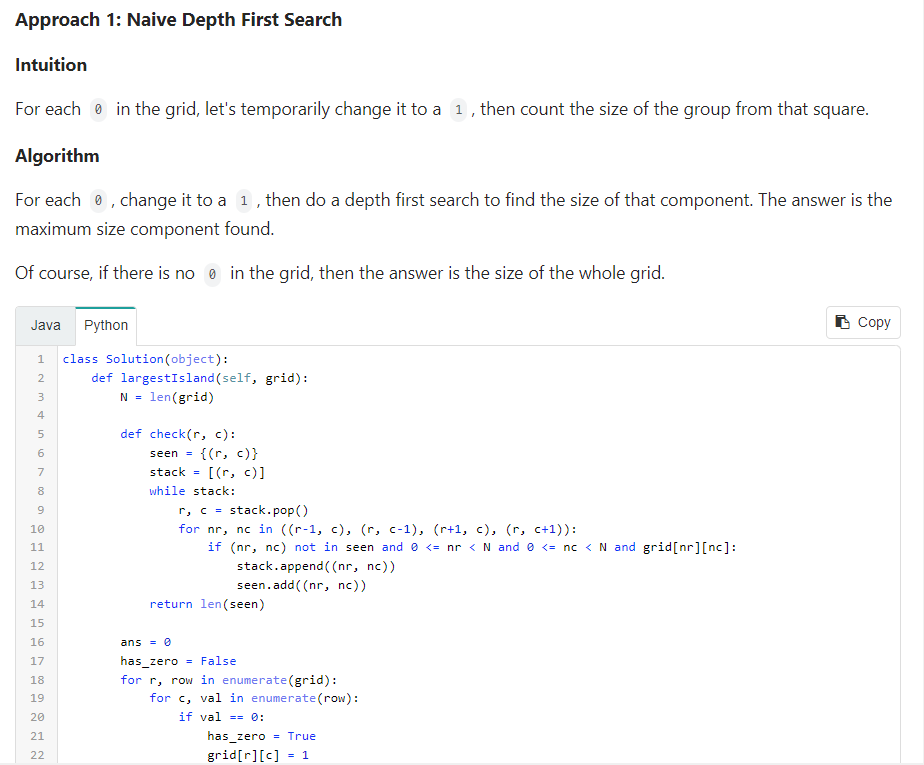 Approach 1: Naive Depth First Search
Intuition
For each 0 in the grid, let's temporarily change it to a 1 , then count the size of the group from that square.
Algorithm
For each 0 , change it to a 1 , then do a depth first search to find the size of that component. The answer is the
maximum size component found.
Of course, if there is no 0 in the grid, then the answer is the size of the whole grid.
Java Python Copy
1 class Solution(object):
2     def largestIsland(self, grid):
3         N = len(grid)
4
5         def check(r, c):
6             seen = {(r, c)}
7             stack = [(r, c)]
8             while stack:
9                 r, c = stack.pop()
10                 for nr, nc in ((r-1, c), (r, c-1), (r+1, c), (r, c+1)):
11                     if (nr, nc) not in seen and 0 <= nr < N and 0 <= nc < N and grid[nr][nc]:
12                         stack.append((nr, nc))
13                         seen.add((nr, nc))
14             return len(seen)
15
16         ans = 0
17         has_zero = False
18         for r, row in enumerate(grid):
19             for c, val in enumerate(row):
20                 if val == 0:
21                     has_zero = True
22                     grid[r][c] = 1